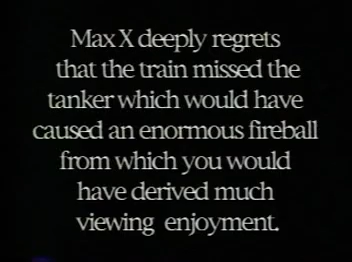 Max X deeply regrets
that the train missed the
tanker which would have
caused an enormous fireball
from which you would
have derived much
viewing enjoyment.